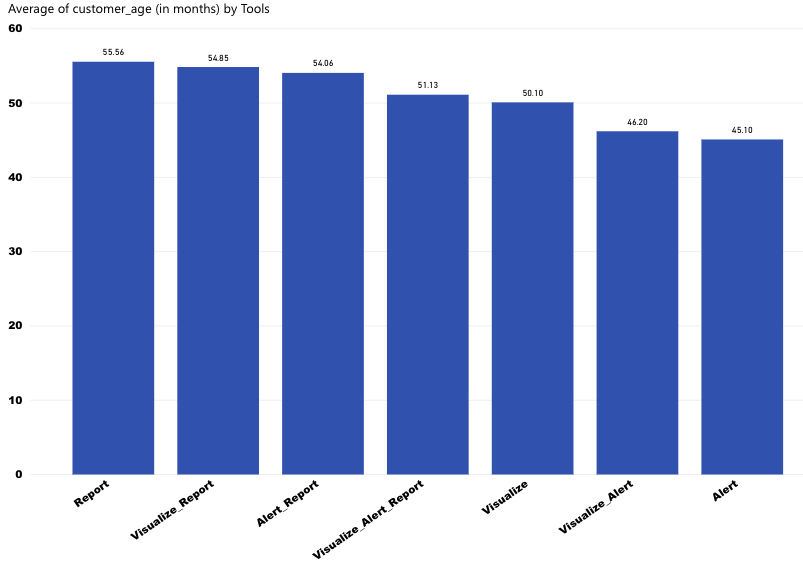 Average of customer_age (in months) by Tools
60
50
40
30
20
10
0
55.56
54.85
54.06
51.13
50.10
46.20
45.10
Report
Visualize_Report
Alert_Report
Visualize_Alert_Report
Visualize
Visualize_Alert
Alert